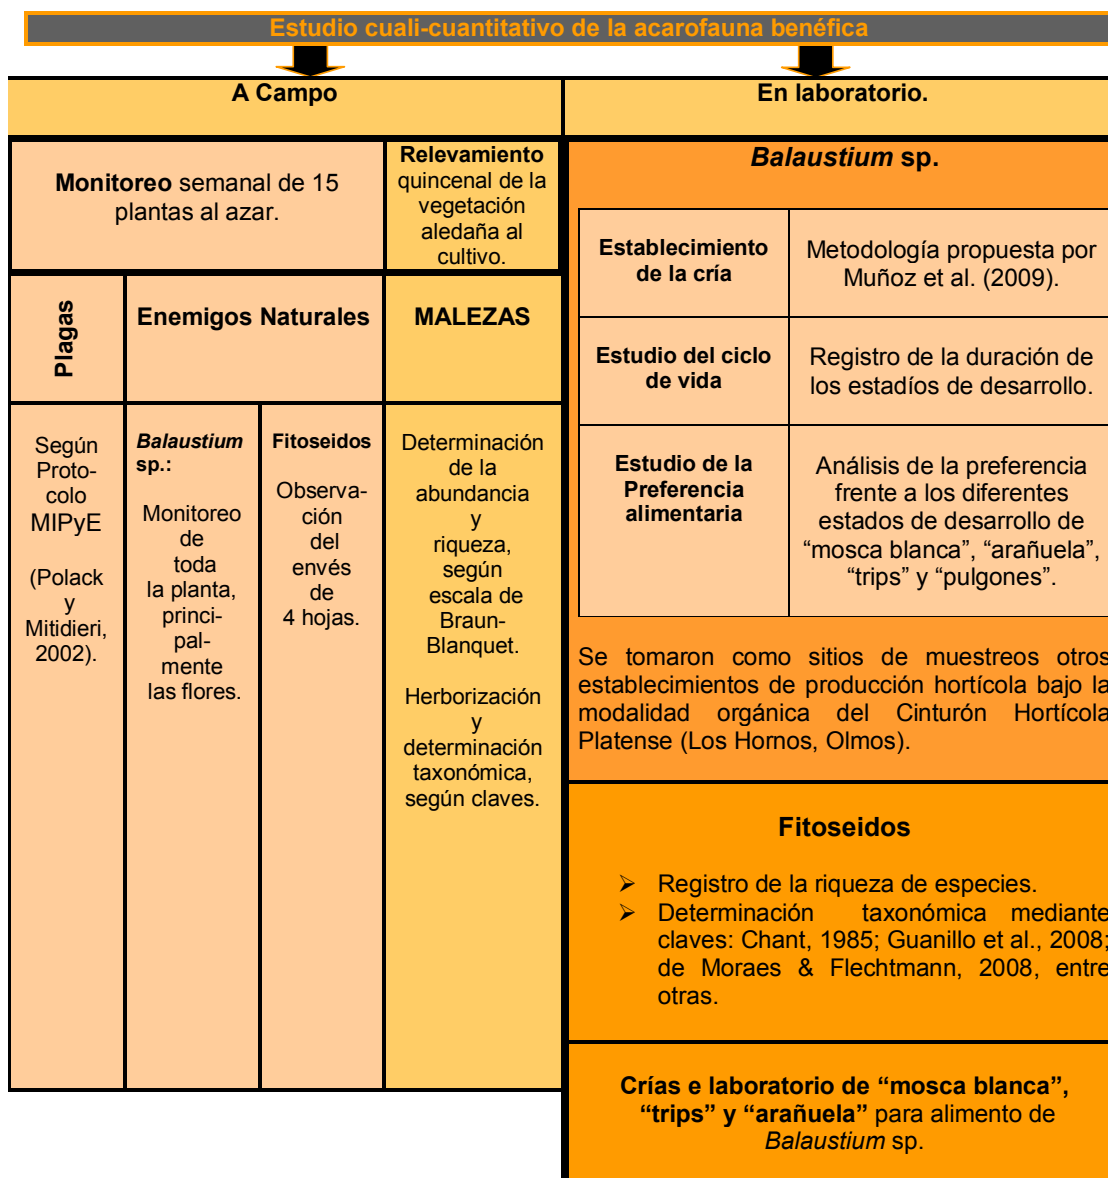 Estudio cuali-cuantitativo de la acarofauna benéfica
A Campo
Monitoreo semanal de 15
plantas al azar.
Relevamiento
quincenal de la
vegetación
aledaña al
cultivo.
Plagas
Enemigos Naturales
MALEZAS
Según
Proto-
colo
MIPyE
(Polack
y
Mitidieri,
2002).
Balaustium
sp.:
Monitoreo
de
toda
la planta,
princi-
pal-
mente
las flores.
Fitoseidos
Observa-
ción
del
envés
de
4 hojas.
Determinación
de la
abundancia
y
riqueza,
según
escala de
Braun-
Blanquet.
Herborización
y
determinación
taxonómica,
según claves.
En laboratorio.
Balaustium sp.
Establecimiento
de la cría
Metodología propuesta por
Muñoz et al. (2009).
Estudio del ciclo
de vida
Registro de la duración de
los estadíos de desarrollo.
Estudio de la
Preferencia
alimentaria
Análisis de la preferencia
frente a los diferentes
estados de desarrollo de
“mosca blanca”, “arañuela”,
“trips” y “pulgones”.
Se tomaron como sitios de muestreos otros
establecimientos de producción hortícola bajo la
modalidad orgánica del Cinturón Hortícola
Platense (Los Hornos, Olmos).
Fitoseidos
➢ Registro de la riqueza de especies.
➢ Determinación taxonómica mediante
claves: Chant, 1985; Guanillo et al., 2008;
de Moraes & Flechtmann, 2008, entre
otras.
Crías e laboratorio de “mosca blanca”,
“trips” y “arañuela” para alimento de
Balaustium sp.